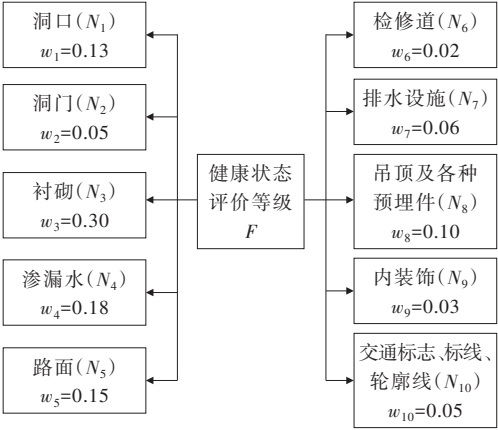 洞口(N₁)
w₁=0.13
洞门(N₂)
w₂=0.05
衬砌(N₃)
w₃=0.30
渗漏水(N₄)
w₄=0.18
路面(N₅)
w₅=0.15
健康状态
评价等级
F
检修道(N₆)
w₆=0.02
排水设施(N₇)
w₇=0.06
吊顶及各种
预埋件(N₈)
w₈=0.10
内装饰(N₉)
w₉=0.03
交通标志、标线、
轮廓线(N₁₀)
w₁₀=0.05